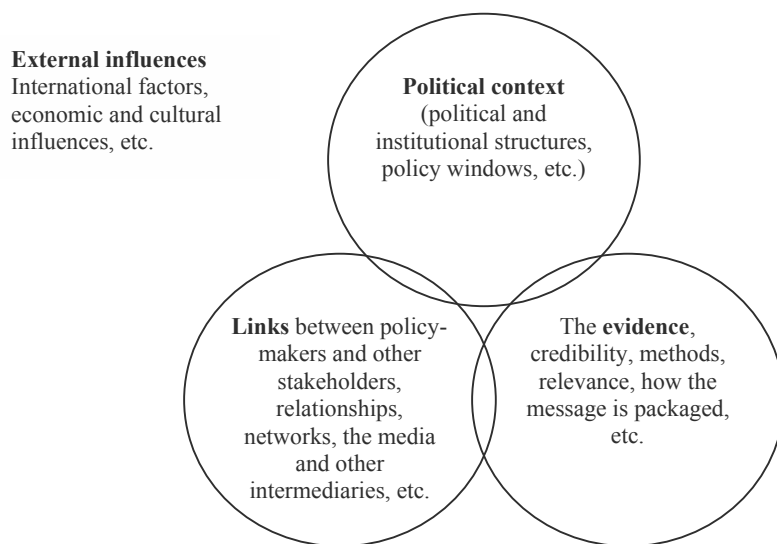 External influences
International factors,
economic and cultural
influences, etc.
Political context
(political and
institutional structures,
policy windows, etc.)
Links between policy-
makers and other
stakeholders,
relationships,
networks, the media
and other
intermediaries, etc.
The evidence,
credibility, methods,
relevance, how the
message is packaged,
etc.